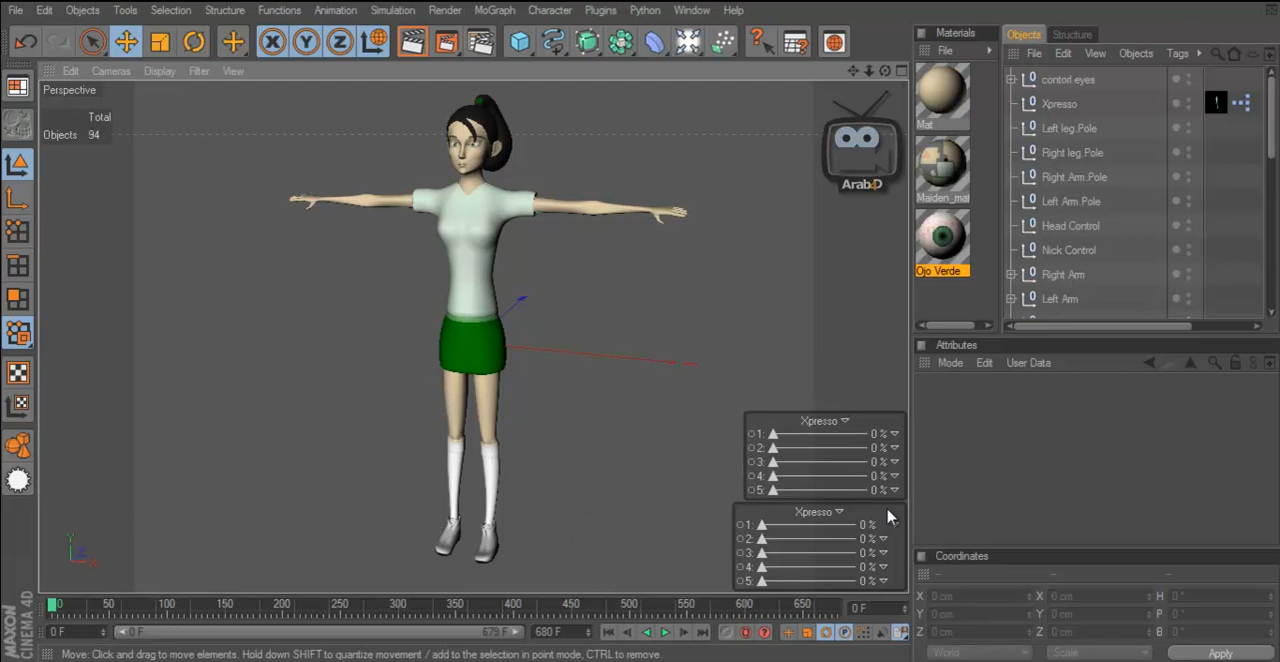 File Edit Objects Tools Selection Structure Functions Animation Simulation Render MoGraph Character Plugins Python Window Help
Edit Cameras Display Filter View
Perspective
Total
Objects 94
Arab4D
Xpresso
1: 0 %
2: 0 %
3: 0 %
4: 0 %
5: 0 %
Xpresso
1: 0 %
2: 0 %
3: 0 %
4: 0 %
5: 0 %
0 50 100 150 200 250 300 350 400 450 500 550 600 650 0 F
0 F 0 F 679 F 680 F
Move: Click and drag to move elements. Hold down SHIFT to quantize movement / add to the selection in point mode, CTRL to remove.
MAXON
CINEMA 4D
Materials
File
Mat
Maiden_mat
Ojo Verde
Objects Structure
File Edit View Objects Tags
contorl eyes
Xpresso
Left leg.Pole
Right leg.Pole
Right Arm.Pole
Left Arm.Pole
Head Control
Nick Control
Right Arm
Left Arm
Attributes
Mode Edit User Data
Coordinates
X 0 cm X 0 cm H 0 °
Y 0 cm Y 0 cm P 0 °
Z 0 cm Z 0 cm B 0 °
World Scale Apply